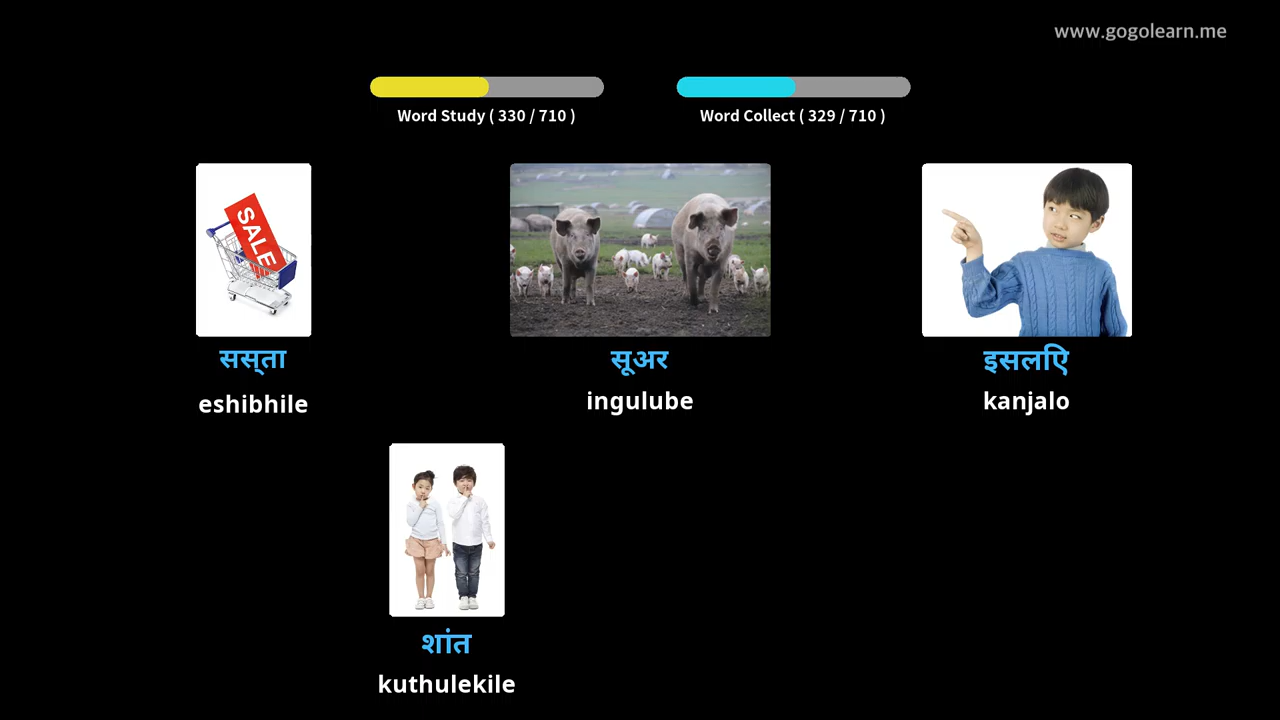 www.gogolearn.me
Word Study ( 330 / 710 )
Word Collect ( 329 / 710 )
SALE
सस्ता
सूअर
इसलिए
eshibhile
ingulube
kanjalo
शांत
kuthulekile